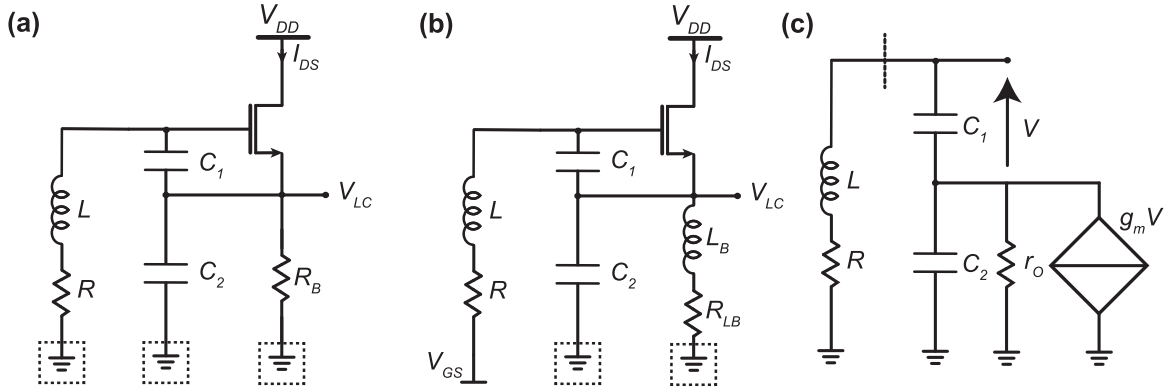 (a)
V_DD
I_DS
C_1
L
V_LC
R
C_2
R_B
(b)
V_DD
I_DS
C_1
L
V_LC
L_B
R
C_2
R_LB
V_GS
(c)
C_1
V
L
g_m V
R
C_2
r_O